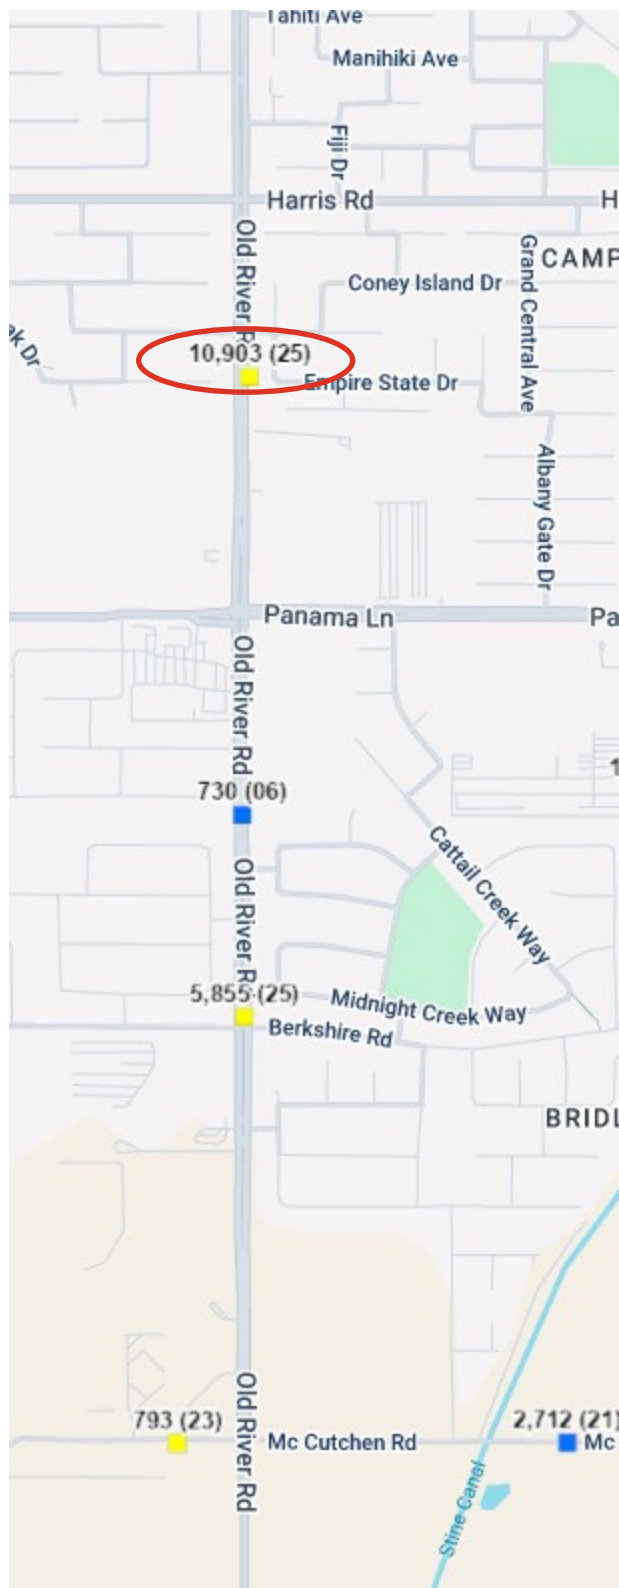 Tahiti Ave
Manihiki Ave
Fiji Dr
Harris Rd
H
Old River R
Grand Central Ave
CAMP
Coney Island Dr
ak Dr
10,903 (25)
Empire State Dr
Albany Gate Dr
Panama Ln
Pa
Old River Rd
1
730 (06)
Cattail Creek Way
Old River R
5,855 (25)
Midnight Creek Way
Berkshire Rd
BRIDL
Old River Rd
793 (23)
2,712 (21)
Mc Cutchen Rd
Mc
Stine Canal